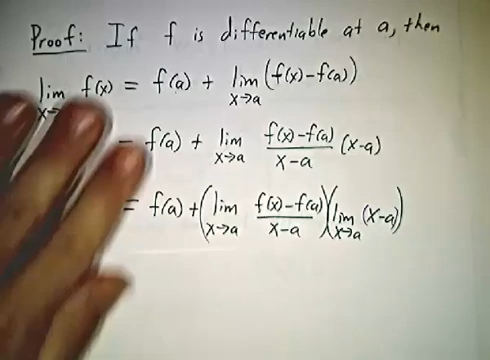 Proof: If f is differentiable at a, then
lim x→ f(x) = f(a) + lim x→a (f(x)-f(a))
= f(a) + lim x→a f(x)-f(a)/x-a (x-a)
= f(a) + (lim x→a f(x)-f(a)/x-a)(lim x→a (x-a))